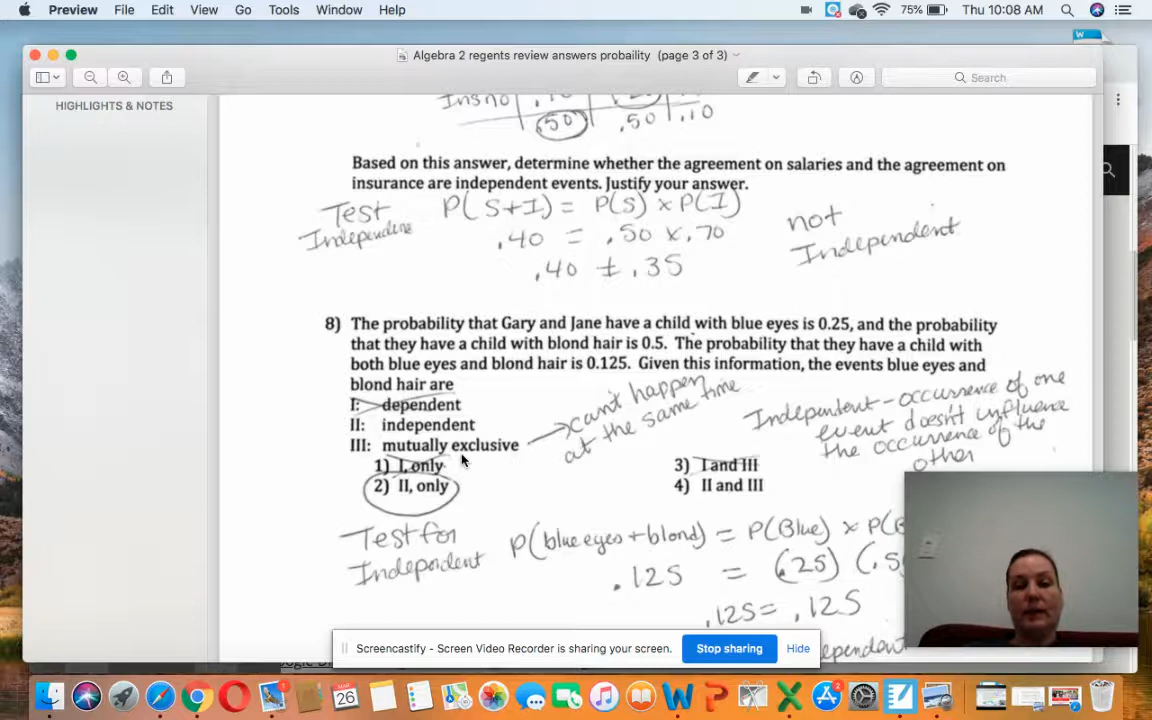 Preview File Edit View Go Tools Window Help 75% Thu 10:08 AM
Algebra 2 regents review answers probaility (page 3 of 3)
Search
HIGHLIGHTS & NOTES
Ins no .10
.50 .50 .10
Based on this answer, determine whether the agreement on salaries and the agreement on
insurance are independent events. Justify your answer.
Test
Independent
P(S+I) = P(S) x P(I)
.40 = .50 x .70
.40 ≠ .35
not
Independent
8) The probability that Gary and Jane have a child with blue eyes is 0.25, and the probability
that they have a child with blond hair is 0.5. The probability that they have a child with
both blue eyes and blond hair is 0.125. Given this information, the events blue eyes and
blond hair are
I: dependent
II: independent
III: mutually exclusive
can't happen
at the same time
Independent - occurrence of one
event doesn't influence
the occurrence of the
other
1) I, only
2) II, only
3) I and III
4) II and III
Test for
Independent
P(blue eyes + blond) = P(Blue) x P(B
.125 = (.25) (.5
.125 = .125
Screencastify - Screen Video Recorder is sharing your screen. Stop sharing Hide
MAR
26